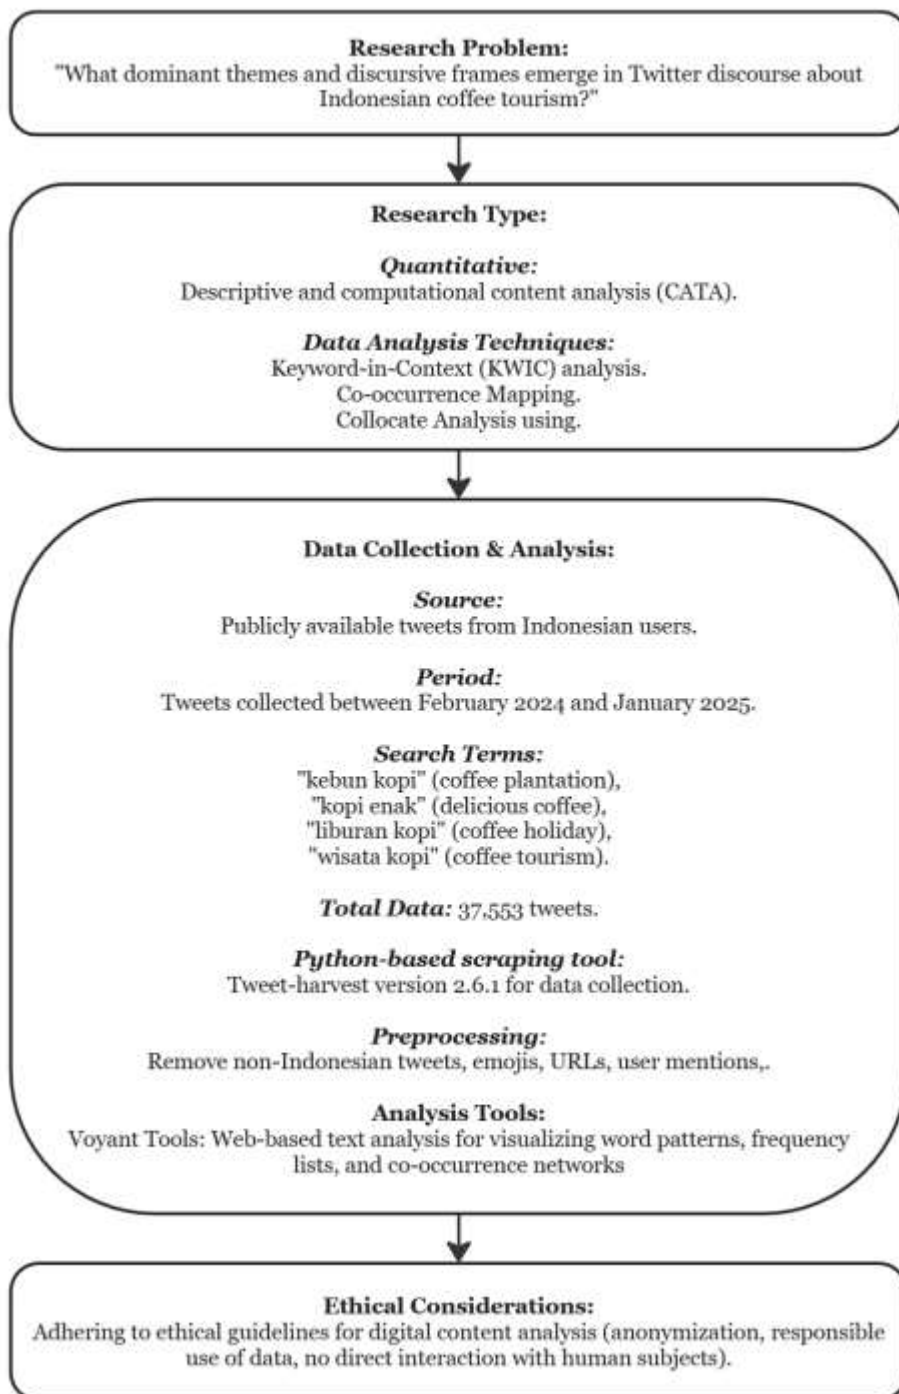 Research Problem:
"What dominant themes and discursive frames emerge in Twitter discourse about
Indonesian coffee tourism?"
Research Type:
Quantitative:
Descriptive and computational content analysis (CATA).
Data Analysis Techniques:
Keyword-in-Context (KWIC) analysis.
Co-occurrence Mapping.
Collocate Analysis using.
Data Collection & Analysis:
Source:
Publicly available tweets from Indonesian users.
Period:
Tweets collected between February 2024 and January 2025.
Search Terms:
"kebun kopi" (coffee plantation),
"kopi enak" (delicious coffee),
"liburan kopi" (coffee holiday),
"wisata kopi" (coffee tourism).
Total Data: 37,553 tweets.
Python-based scraping tool:
Tweet-harvest version 2.6.1 for data collection.
Preprocessing:
Remove non-Indonesian tweets, emojis, URLs, user mentions,.
Analysis Tools:
Voyant Tools: Web-based text analysis for visualizing word patterns, frequency
lists, and co-occurrence networks
Ethical Considerations:
Adhering to ethical guidelines for digital content analysis (anonymization, responsible
use of data, no direct interaction with human subjects).